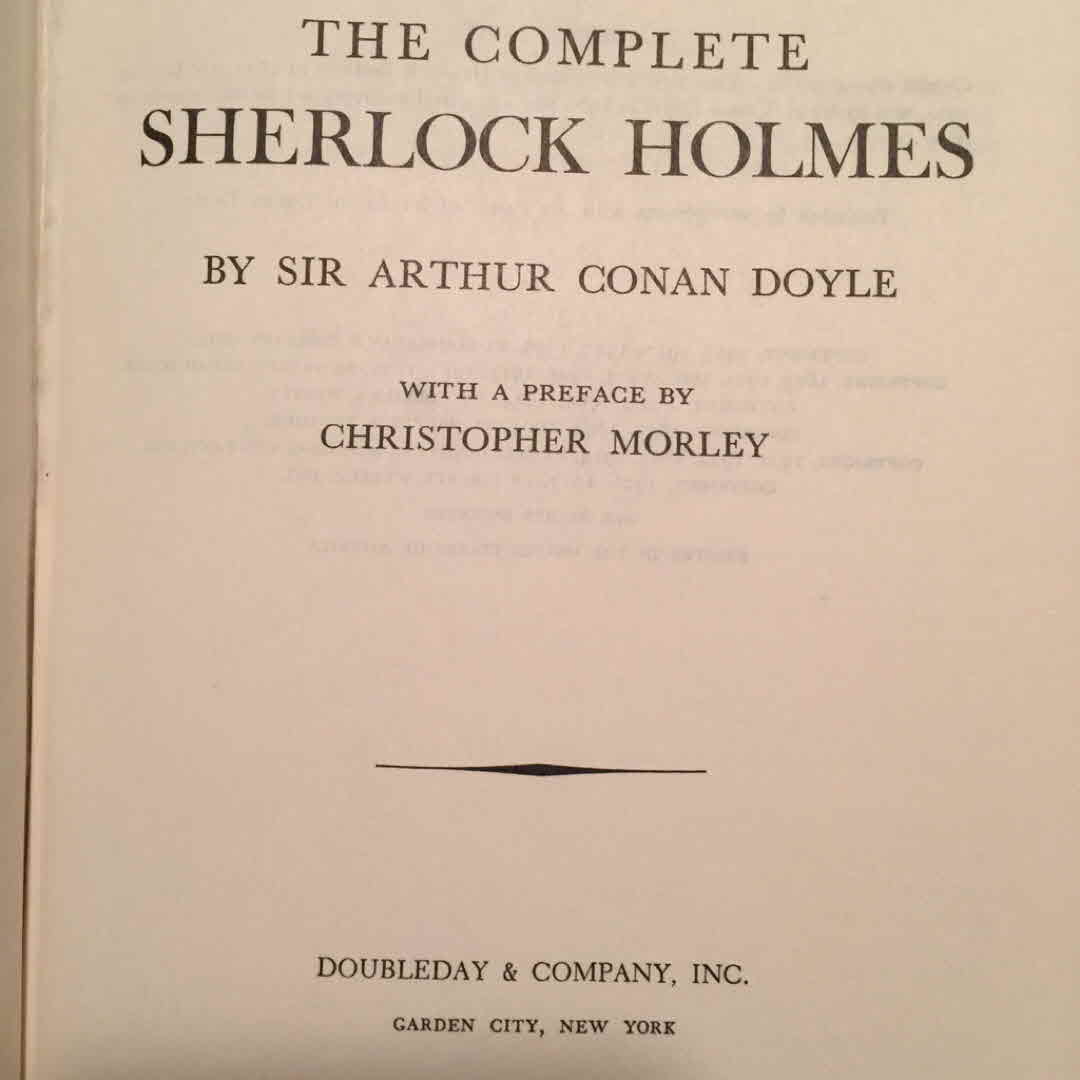 THE COMPLETE
SHERLOCK HOLMES
BY SIR ARTHUR CONAN DOYLE
WITH A PREFACE BY
CHRISTOPHER MORLEY
DOUBLEDAY & COMPANY, INC.
GARDEN CITY, NEW YORK